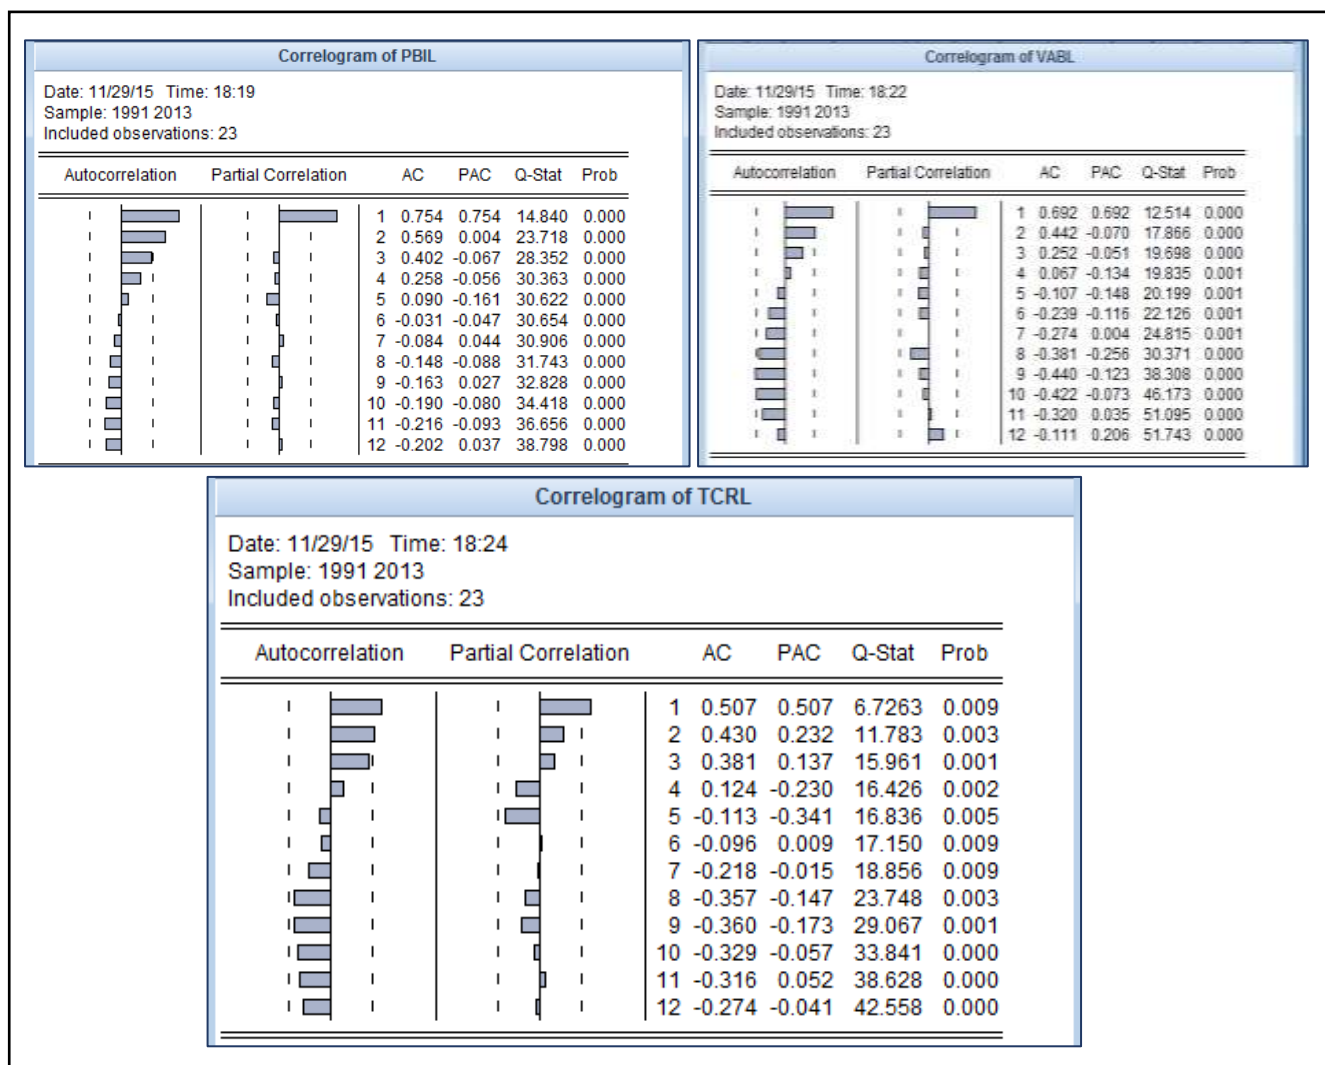 Correlogram of PBIL
Date: 11/29/15 Time: 18:19
Sample: 1991 2013
Included observations: 23
Autocorrelation Partial Correlation AC PAC Q-Stat Prob
1 0.754 0.754 14.840 0.000
2 0.569 0.004 23.718 0.000
3 0.402 -0.067 28.352 0.000
4 0.258 -0.056 30.363 0.000
5 0.090 -0.161 30.622 0.000
6 -0.031 -0.047 30.654 0.000
7 -0.084 0.044 30.906 0.000
8 -0.148 -0.088 31.743 0.000
9 -0.163 0.027 32.828 0.000
10 -0.190 -0.080 34.418 0.000
11 -0.216 -0.093 36.656 0.000
12 -0.202 0.037 38.798 0.000
Correlogram of VABL
Date: 11/29/15 Time: 18:22
Sample: 1991 2013
Included observations: 23
Autocorrelation Partial Correlation AC PAC Q-Stat Prob
1 0.692 0.692 12.514 0.000
2 0.442 -0.070 17.866 0.000
3 0.252 -0.051 19.698 0.000
4 0.067 -0.134 19.835 0.001
5 -0.107 -0.148 20.199 0.001
6 -0.239 -0.116 22.126 0.001
7 -0.274 0.004 24.815 0.001
8 -0.381 -0.256 30.371 0.000
9 -0.440 -0.123 38.308 0.000
10 -0.422 -0.073 46.173 0.000
11 -0.320 0.035 51.095 0.000
12 -0.111 0.206 51.743 0.000
Correlogram of TCRL
Date: 11/29/15 Time: 18:24
Sample: 1991 2013
Included observations: 23
Autocorrelation Partial Correlation AC PAC Q-Stat Prob
1 0.507 0.507 6.7263 0.009
2 0.430 0.232 11.783 0.003
3 0.381 0.137 15.961 0.001
4 0.124 -0.230 16.426 0.002
5 -0.113 -0.341 16.836 0.005
6 -0.096 0.009 17.150 0.009
7 -0.218 -0.015 18.856 0.009
8 -0.357 -0.147 23.748 0.003
9 -0.360 -0.173 29.067 0.001
10 -0.329 -0.057 33.841 0.000
11 -0.316 0.052 38.628 0.000
12 -0.274 -0.041 42.558 0.000